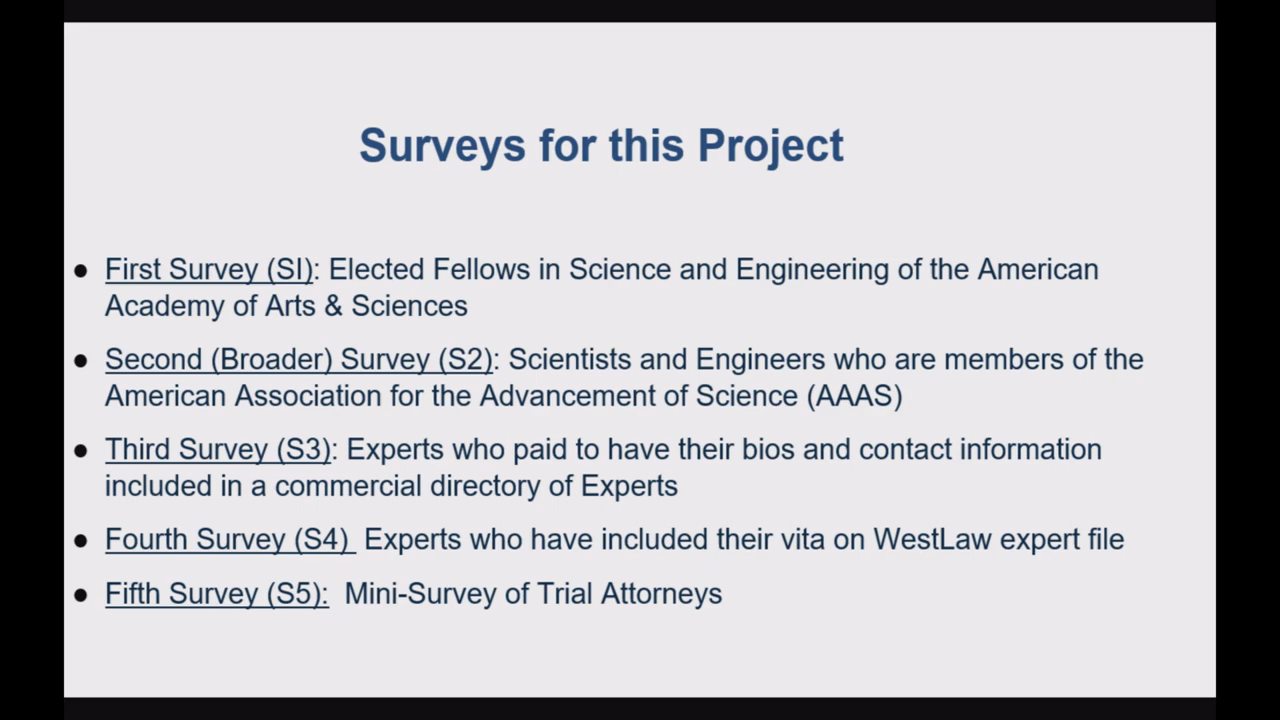 Surveys for this Project
● First Survey (SI): Elected Fellows in Science and Engineering of the American
Academy of Arts & Sciences
● Second (Broader) Survey (S2): Scientists and Engineers who are members of the
American Association for the Advancement of Science (AAAS)
● Third Survey (S3): Experts who paid to have their bios and contact information
included in a commercial directory of Experts
● Fourth Survey (S4) Experts who have included their vita on WestLaw expert file
● Fifth Survey (S5): Mini-Survey of Trial Attorneys